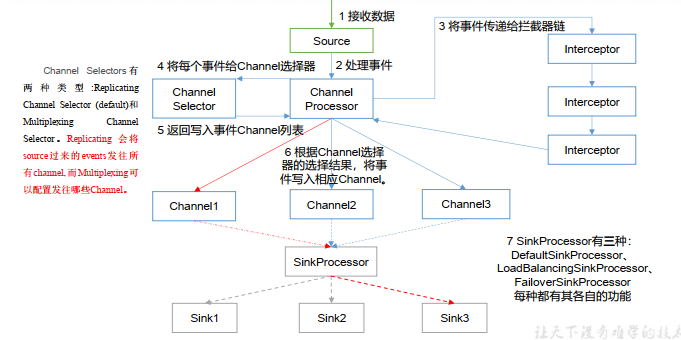 1 接收数据
Source
2 处理事件
3 将事件传递给拦截器链
Interceptor
Interceptor
Interceptor
4 将每个事件给Channel选择器
Channel
Selector
Channel
Processor
5 返回写入事件Channel列表
Channel Selectors有
两种类型:Replicating
Channel Selector (default)和
Multiplexing Channel
Selector。Replicating 会将
source过来的events发往所
有channel,而Multiplexing可
以配置发往哪些Channel。
6 根据Channel选择
器的选择结果，将事
件写入相应Channel。
Channel1
Channel2
Channel3
SinkProcessor
7 SinkProcessor有三种：
DefaultSinkProcessor、
LoadBalancingSinkProcessor、
FailoverSinkProcessor
每种都有其各自的功能
Sink1
Sink2
Sink3
让天下没有难学的技术